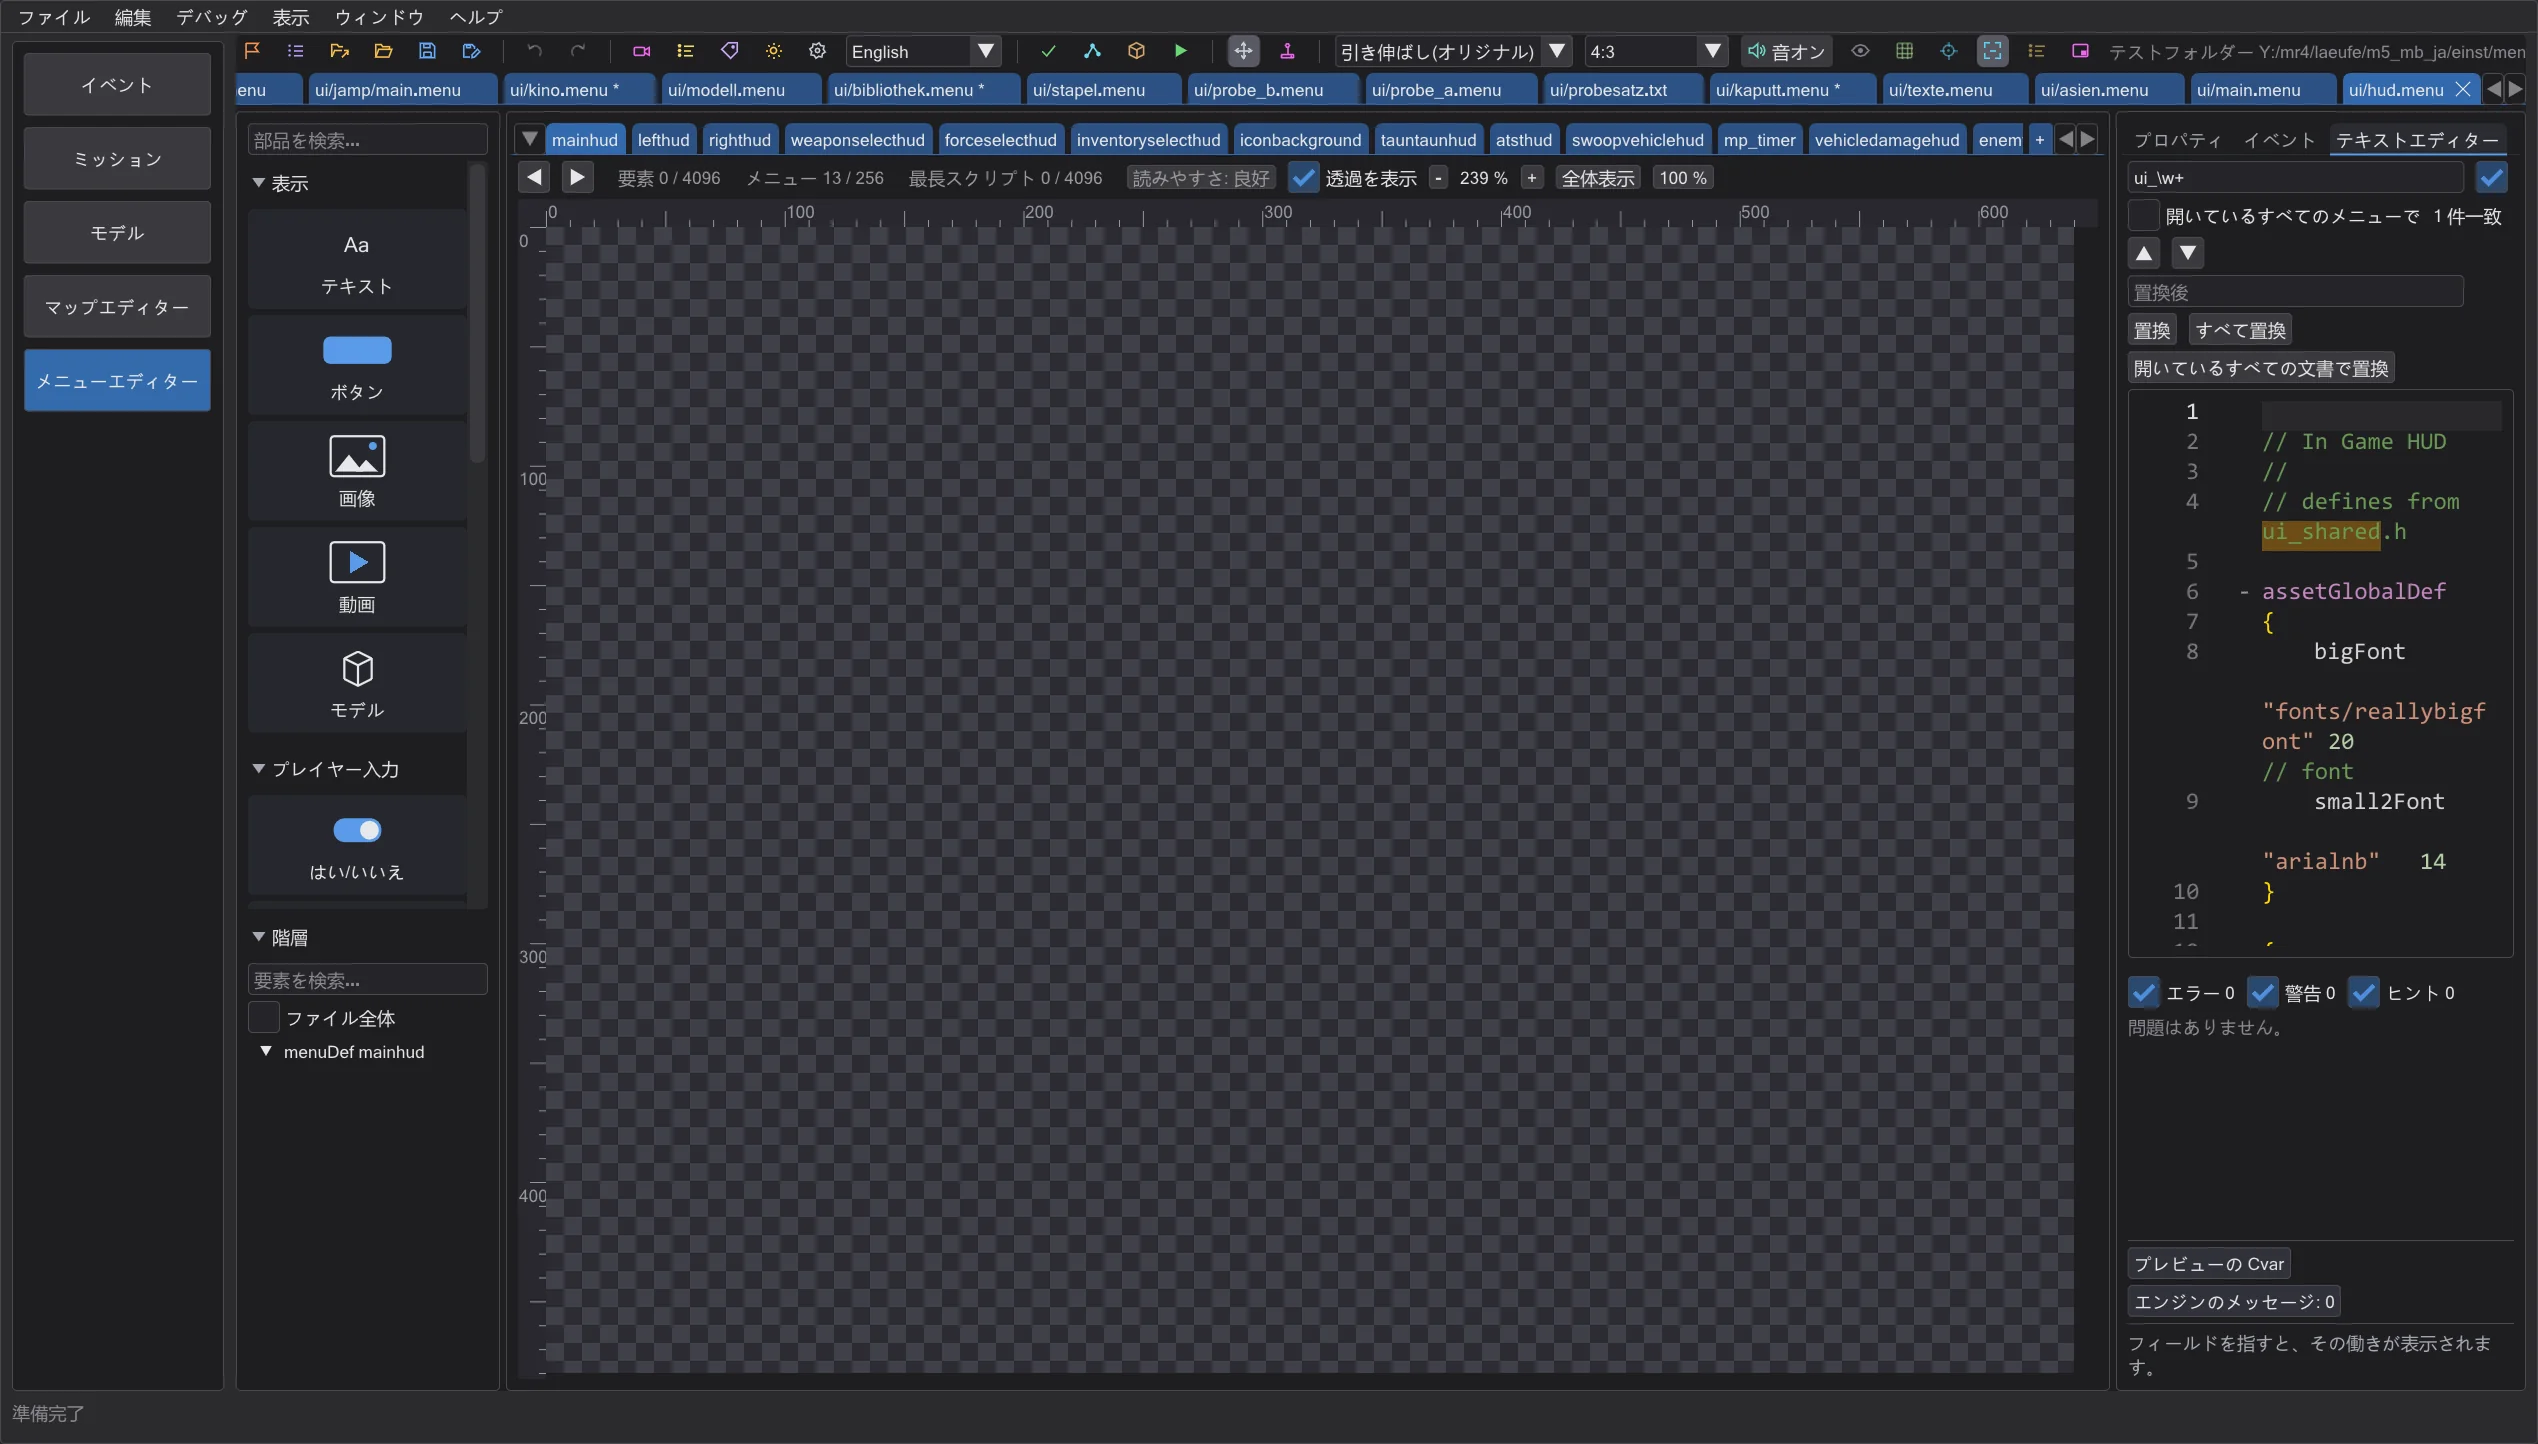 ファイル 編集 デバッグ 表示 ウィンドウ ヘルプ
English
引き伸ばし(オリジナル)
4:3
音オン
テストフォルダー Y:/mr4/laeufe/m5_mb_ja/einst/men
enu
ui/jamp/main.menu
ui/kino.menu *
ui/modell.menu
ui/bibliothek.menu *
ui/stapel.menu
ui/probe_b.menu
ui/probe_a.menu
ui/probesatz.txt
ui/kaputt.menu *
ui/texte.menu
ui/asien.menu
ui/main.menu
ui/hud.menu
イベント
ミッション
モデル
マップエディター
メニューエディター
部品を検索...
表示
Aa
テキスト
ボタン
画像
動画
モデル
プレイヤー入力
はい/いいえ
階層
要素を検索...
ファイル全体
menuDef mainhud
mainhud
lefthud
righthud
weaponselecthud
forceselecthud
inventoryselecthud
iconbackground
tauntaunhud
atsthud
swoopvehiclehud
mp_timer
vehicledamagehud
enem
+
要素 0 / 4096
メニュー 13 / 256
最長スクリプト 0 / 4096
読みやすさ: 良好
透過を表示
-
239 %
+
全体表示
100 %
0
100
200
300
400
500
600
0
100
200
300
400
プロパティ イベント テキストエディター
ui_\w+
開いているすべてのメニューで 1 件一致
置換後
置換 すべて置換
開いているすべての文書で置換
1
2 // In Game HUD
3 //
4 // defines from
ui_shared.h
5
6 - assetGlobalDef
7 {
8 bigFont
"fonts/reallybigf
ont" 20
// font
9 small2Font
"arialnb" 14
10 }
11
エラー 0 警告 0 ヒント 0
問題はありません。
プレビューの Cvar
エンジンのメッセージ: 0
フィールドを指すと、その働きが表示されま
す。
準備完了